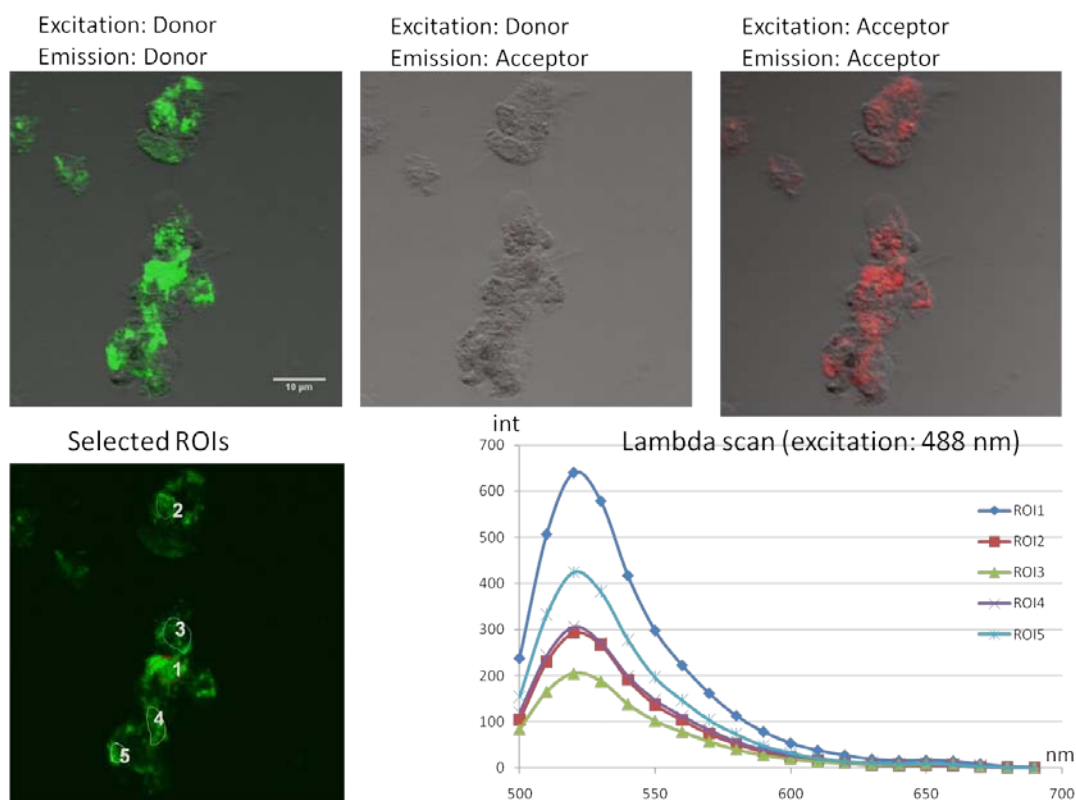 Excitation: Donor
Emission: Donor
Excitation: Donor
Emission: Acceptor
Excitation: Acceptor
Emission: Acceptor
10 µm
Selected ROIs
2
3
1
4
5
int
Lambda scan (excitation: 488 nm)
700
600
500
400
300
200
100
0
ROI1
ROI2
ROI3
ROI4
ROI5
nm
500
550
600
650
700